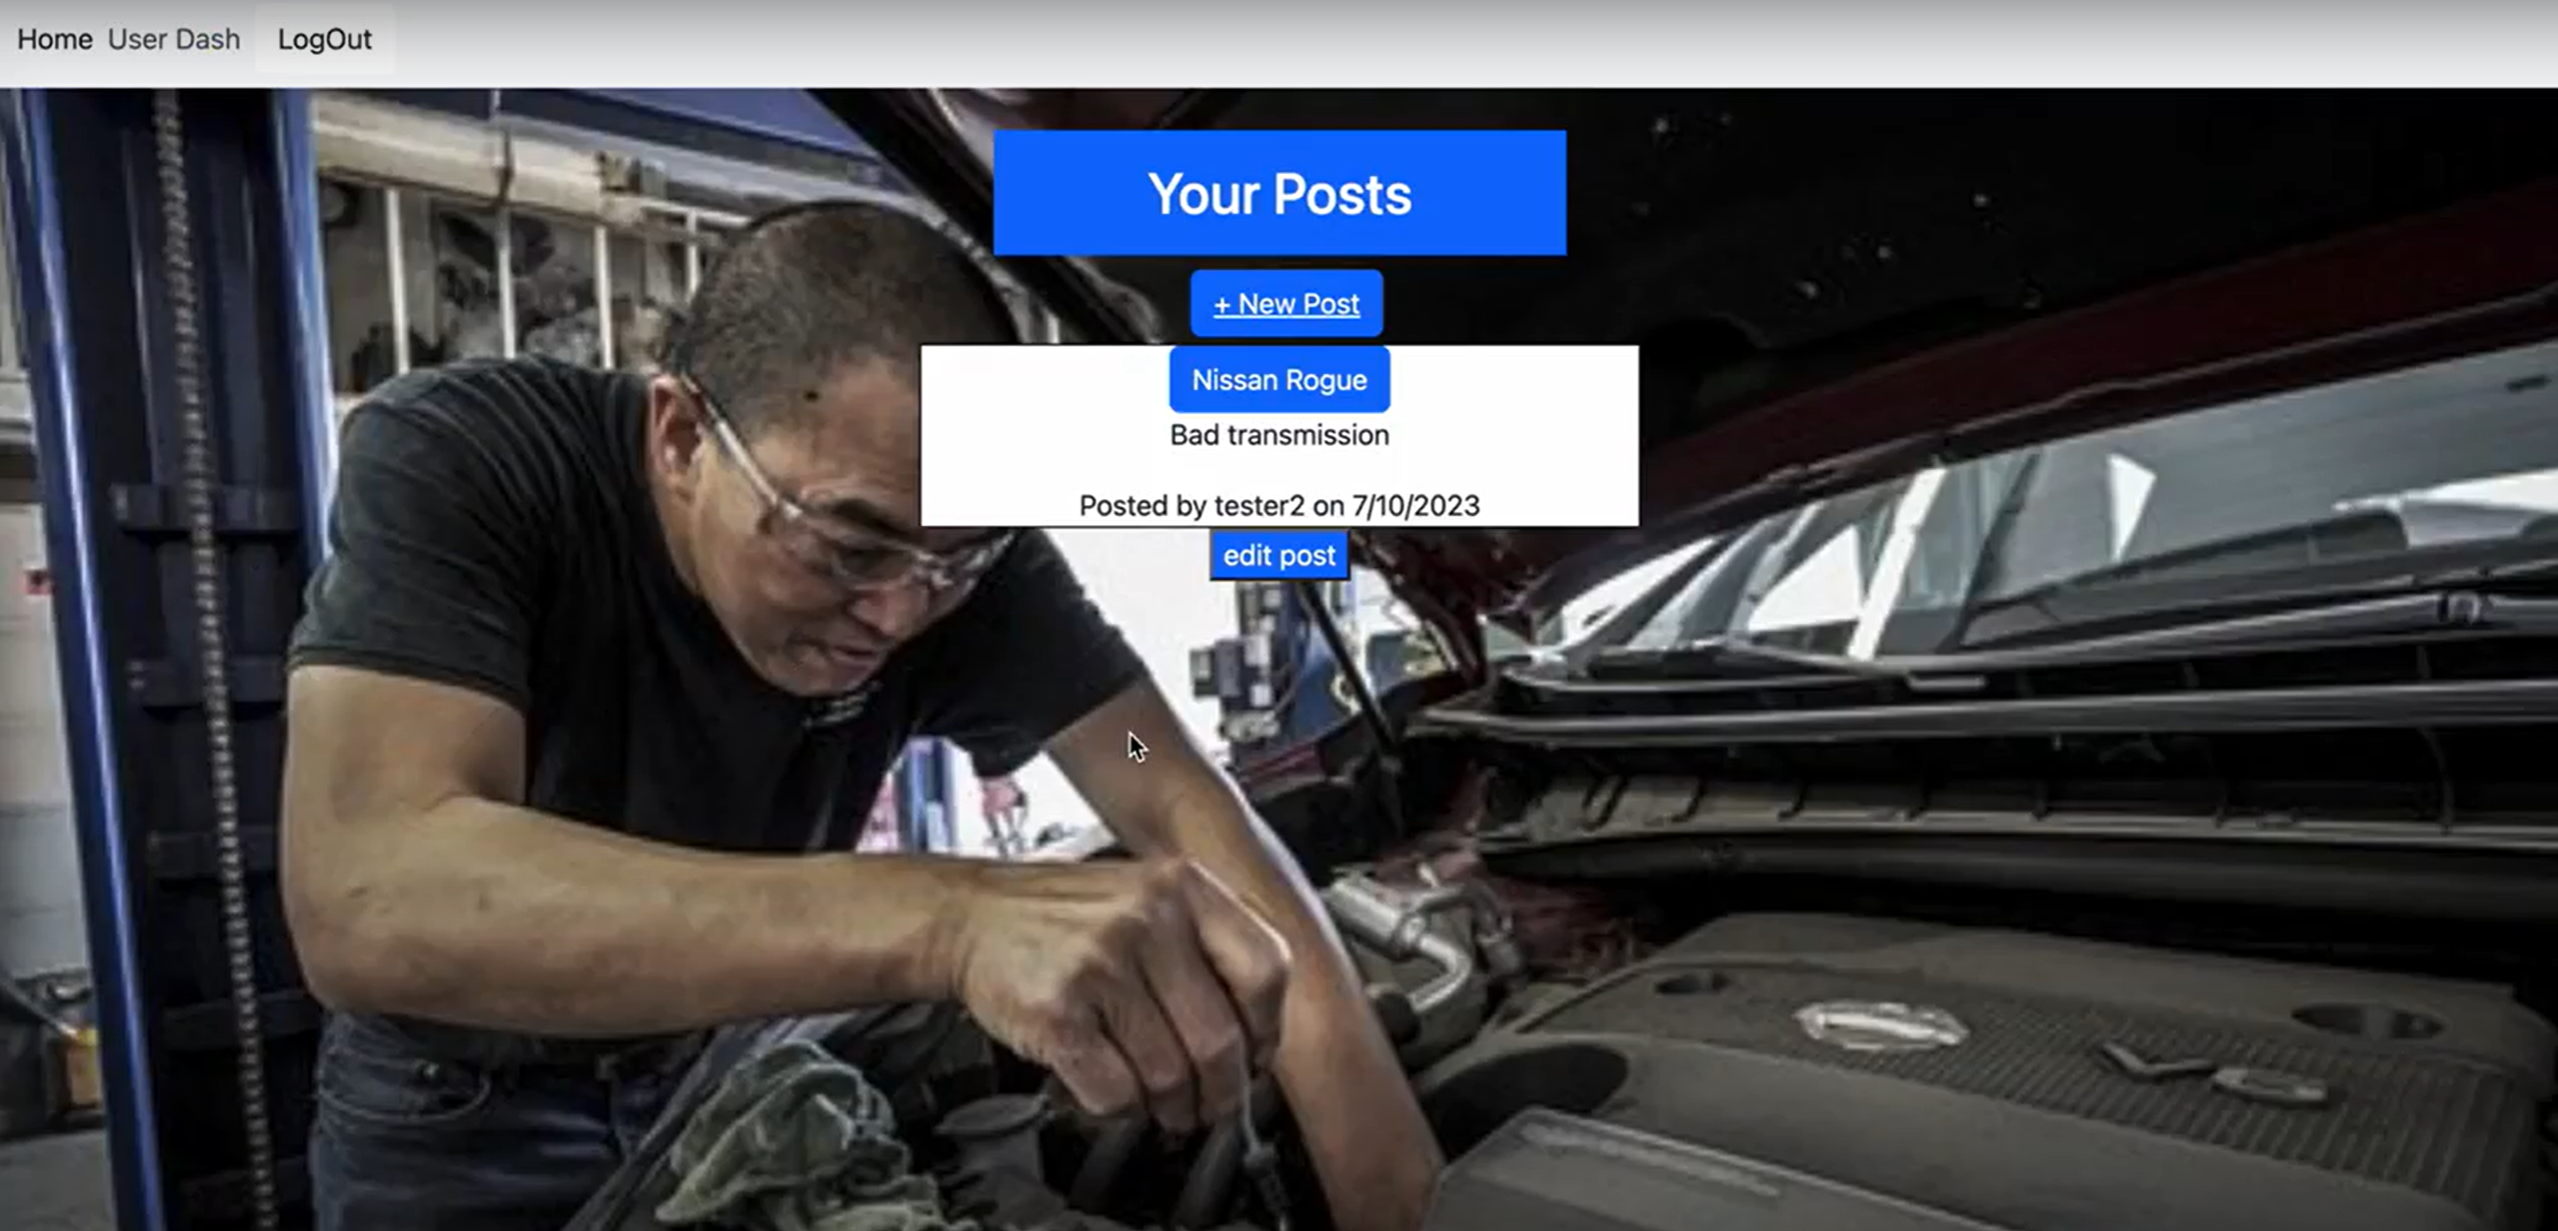 Home User Dash LogOut
Your Posts
+ New Post
Nissan Rogue
Bad transmission
Posted by tester2 on 7/10/2023
edit post